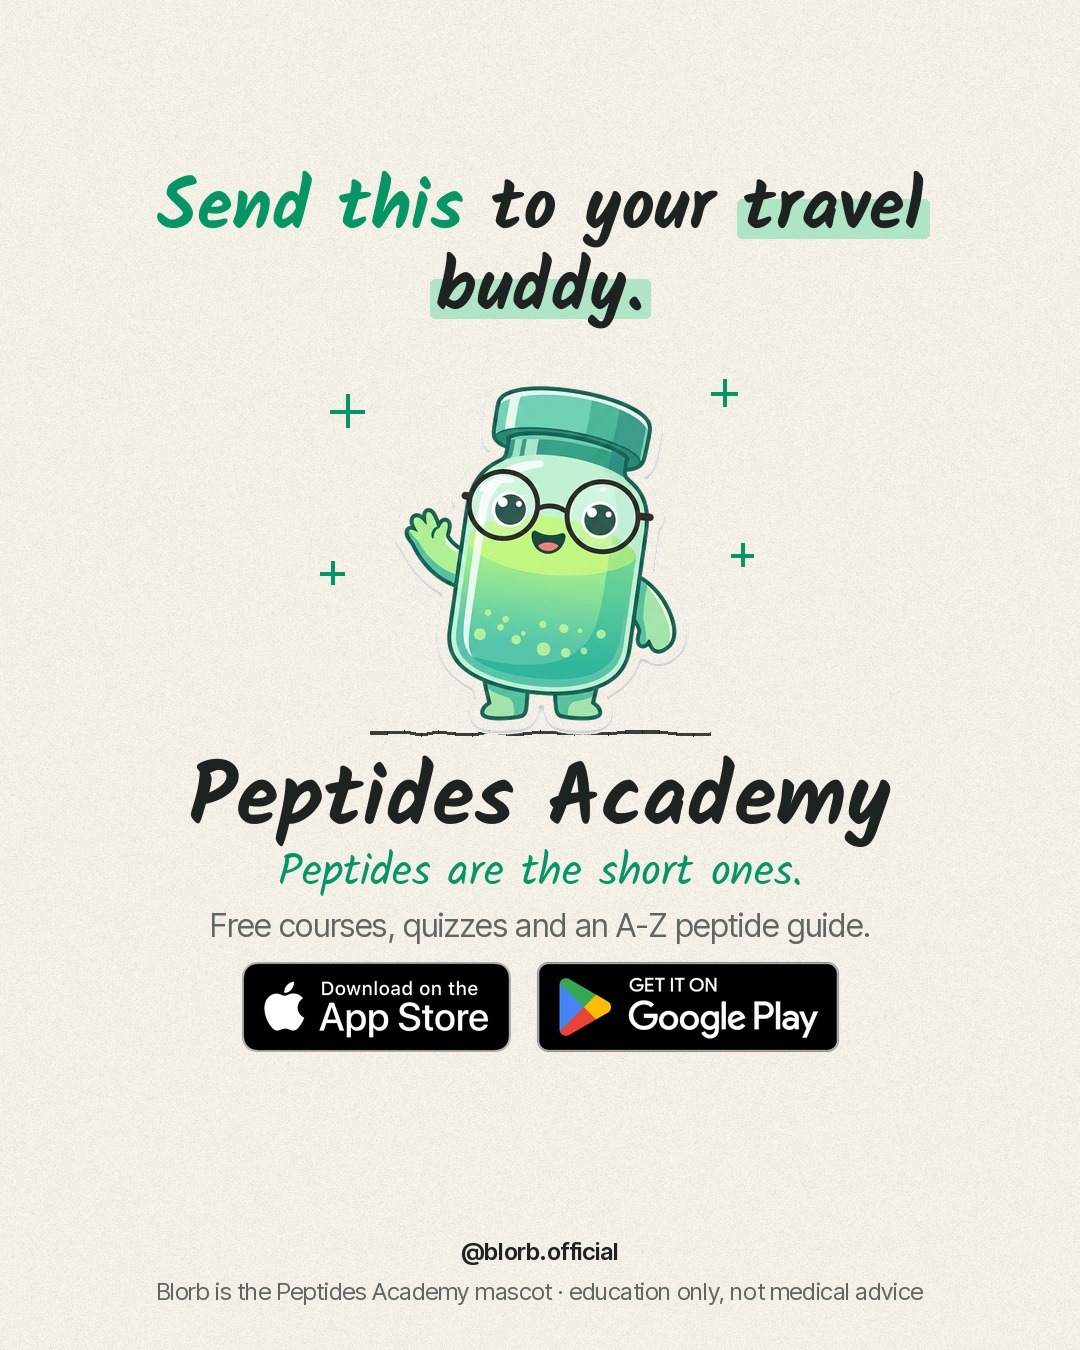 Send this to your travel
buddy.
Peptides Academy
Peptides are the short ones.
Free courses, quizzes and an A-Z peptide guide.
Download on the
App Store
GET IT ON
Google Play
@blorb.official
Blorb is the Peptides Academy mascot · education only, not medical advice